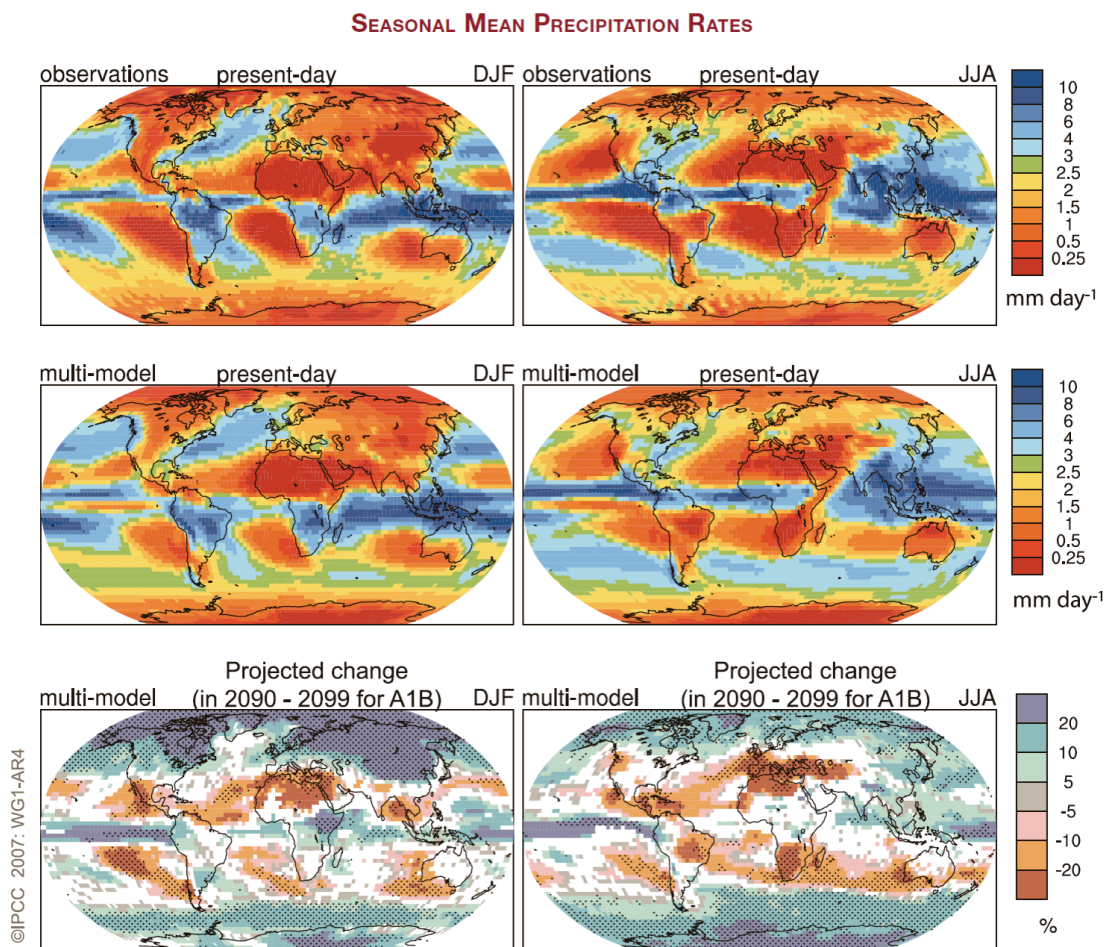 SEASONAL MEAN PRECIPITATION RATES
observations present-day DJF
observations present-day JJA
10
8
6
4
3
2.5
2
1.5
1
0.5
0.25
mm day-1
multi-model present-day DJF
multi-model present-day JJA
10
8
6
4
3
2.5
2
1.5
1
0.5
0.25
mm day-1
Projected change
multi-model (in 2090 - 2099 for A1B) DJF
Projected change
multi-model (in 2090 - 2099 for A1B) JJA
20
10
5
-5
-10
-20
%
©IPCC 2007: WG1-AR4